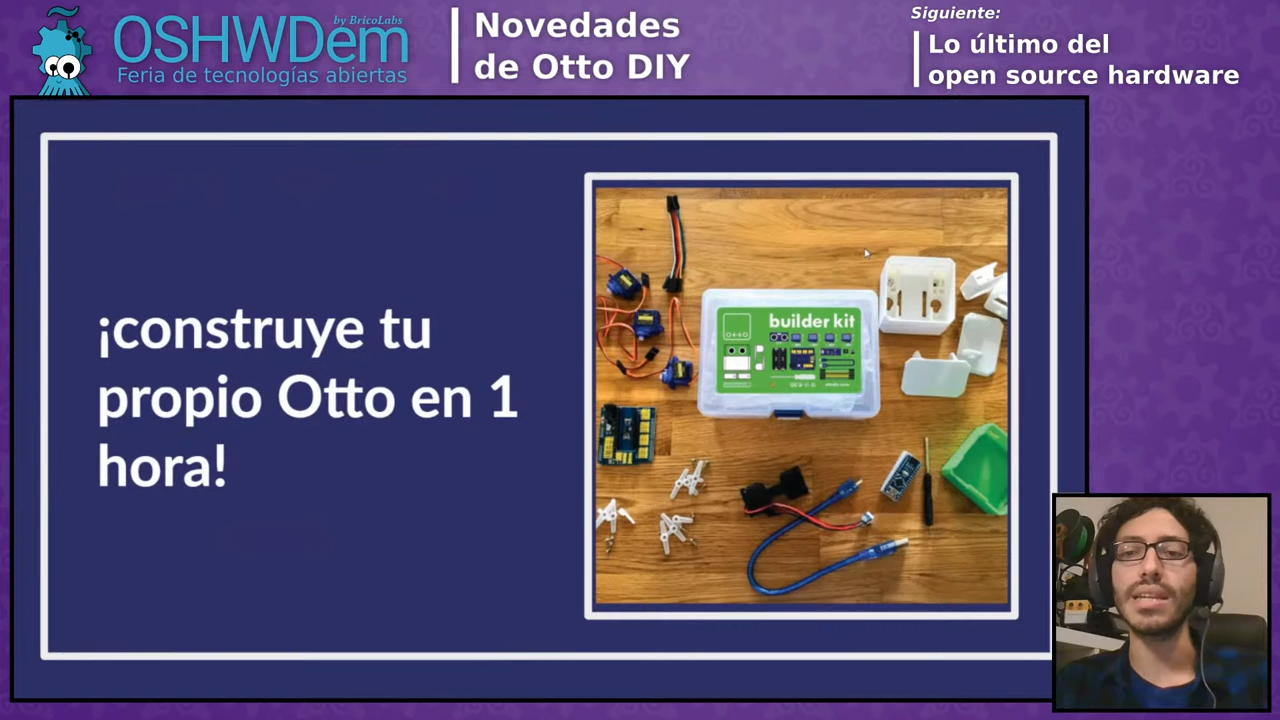 OSHWDem
by BricoLabs
Feria de tecnologías abiertas
Novedades
de Otto DIY
Siguiente:
Lo último del
open source hardware
¡construye tu
propio Otto en 1
hora!
builder kit